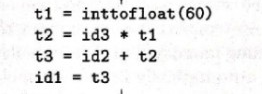 t1 = inttofloat(60)
t2 = id3 * t1
t3 = id2 + t2
id1 = t3